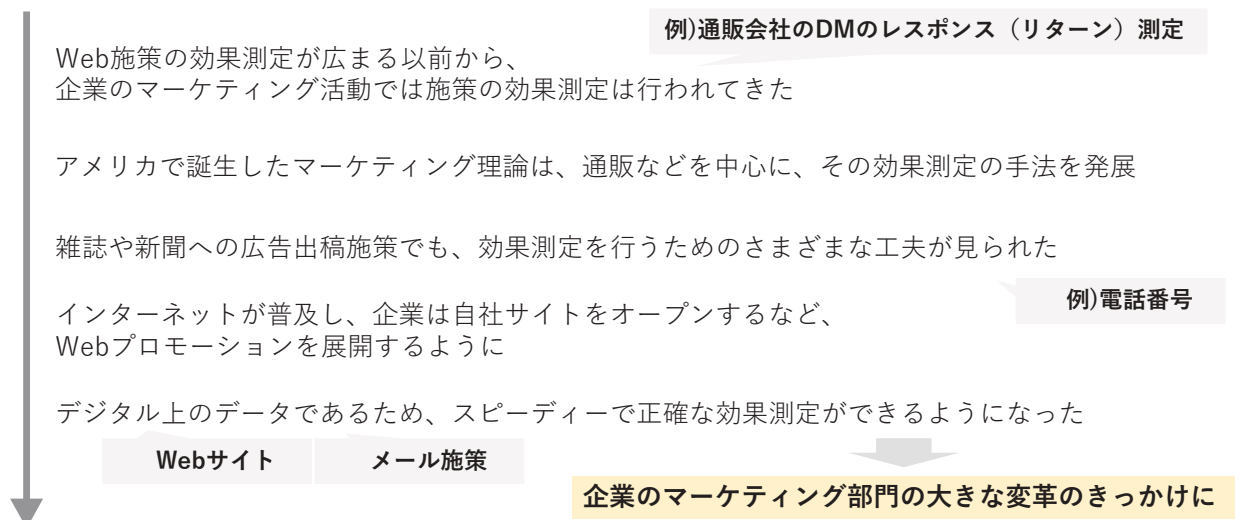 例)通販会社のDMのレスポンス（リターン）測定
Web施策の効果測定が広まる以前から、
企業のマーケティング活動では施策の効果測定は行われてきた
アメリカで誕生したマーケティング理論は、通販などを中心に、その効果測定の手法を発展
雑誌や新聞への広告出稿施策でも、効果測定を行うためのさまざまな工夫が見られた
例)電話番号
インターネットが普及し、企業は自社サイトをオープンするなど、
Webプロモーションを展開するように
デジタル上のデータであるため、スピーディーで正確な効果測定ができるようになった
Webサイト
メール施策
企業のマーケティング部門の大きな変革のきっかけに